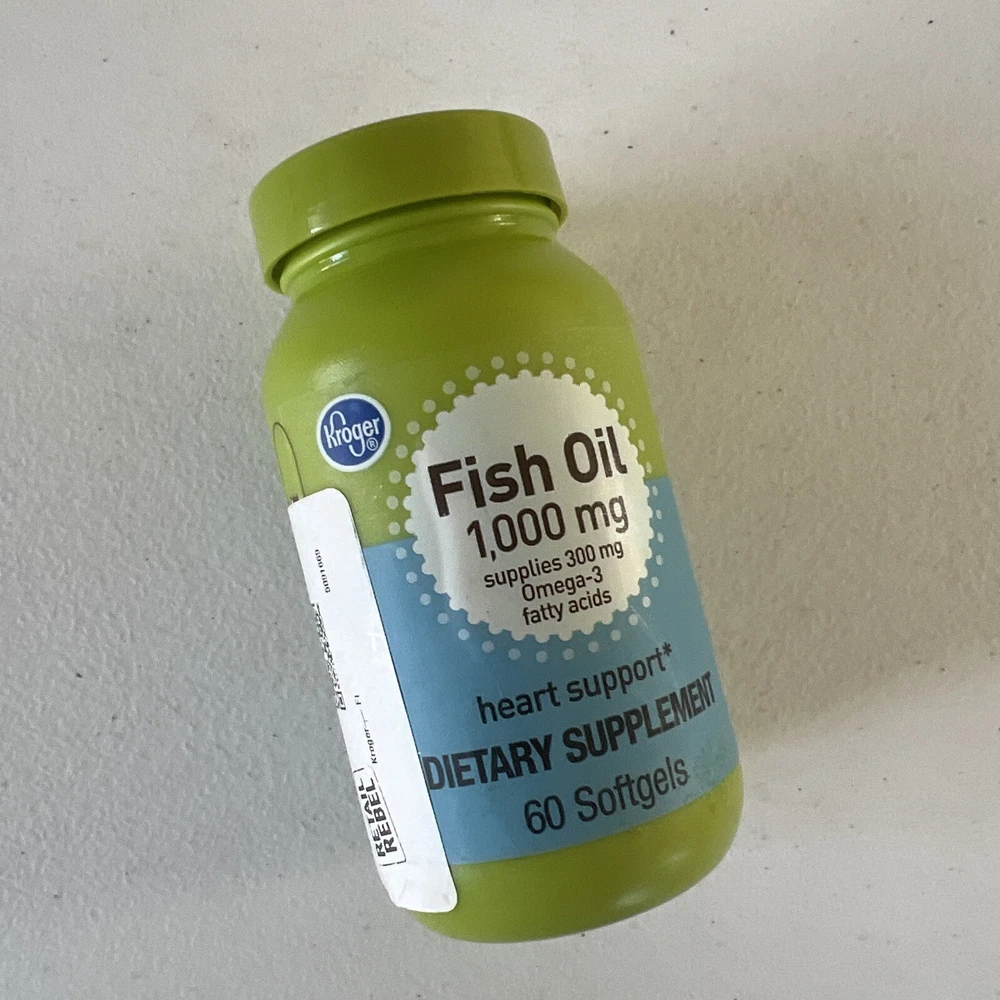 Kroger®
Fish Oil
1,000 mg
supplies 300 mg
Omega-3
fatty acids
heart support*
DIETARY SUPPLEMENT
60 Softgels
Kroger - FI
RETAIL
REBEL